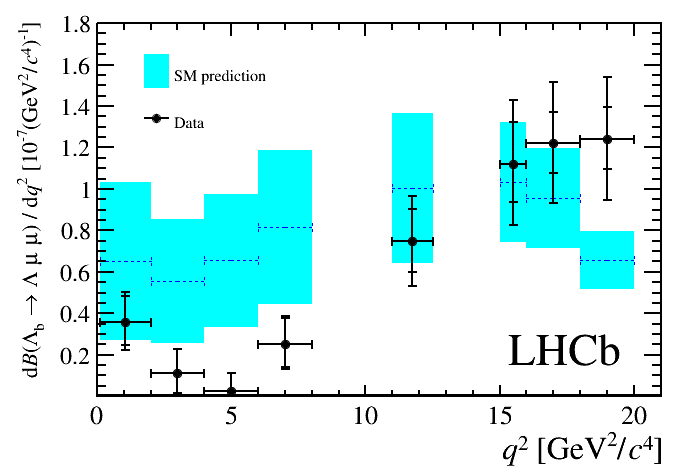 dB(Λb → Λ μ μ) / dq² [10⁻⁷(GeV²/c⁴)⁻¹]
1.8
1.6
1.4
1.2
1
0.8
0.6
0.4
0.2
SM prediction
Data
LHCb
0 5 10 15 20
q² [GeV²/c⁴]